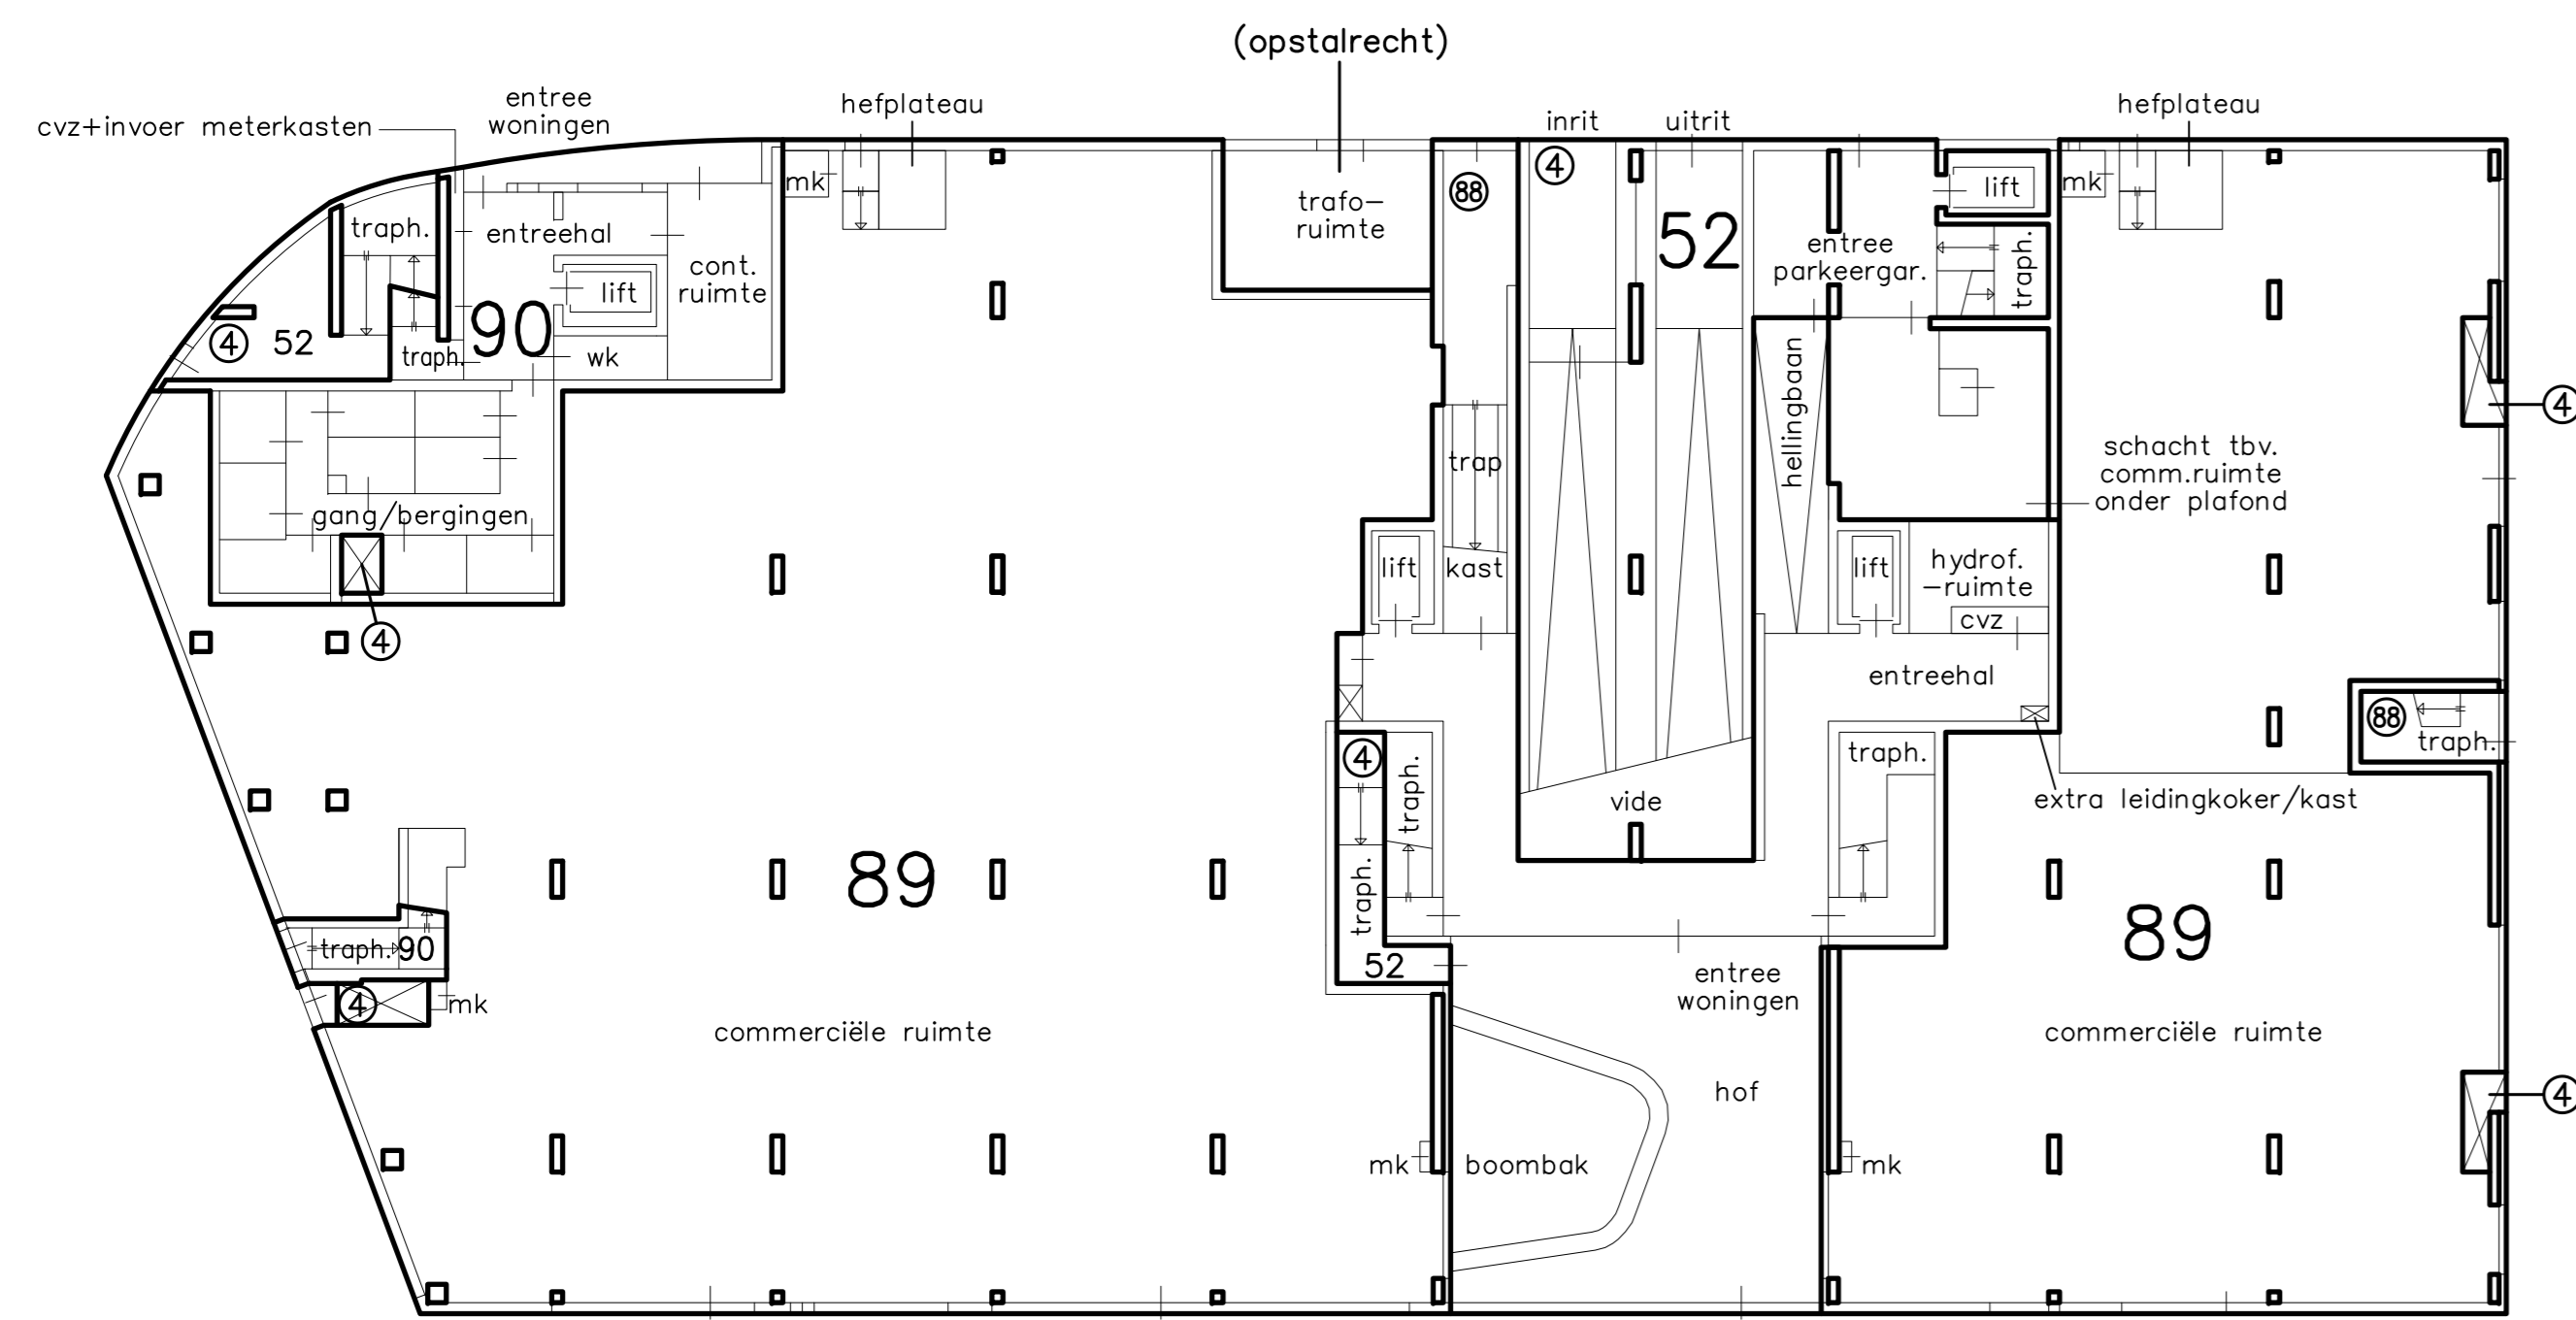 (opstalrecht)
cvz+invoer meterkasten
entree
woningen
hefplateau
inrit
uitrit
hefplateau
mk
trafo-
ruimte
88
4
52
lift
mk
traph.
entreehal
cont.
ruimte
lift
90
4
52
traph.
wk
entree
parkeergar.
traph.
hellingbaan
4
schacht tbv.
comm.ruimte
onder plafond
trap
gang/bergingen
4
lift
kast
lift
hydrof.
-ruimte
cvz
entreehal
88
traph.
4
traph.
traph.
vide
traph.
extra leidingkoker/kast
89
89
traph.
90
52
4
mk
entree
woningen
commerciële ruimte
commerciële ruimte
hof
4
mk
boombak
mk